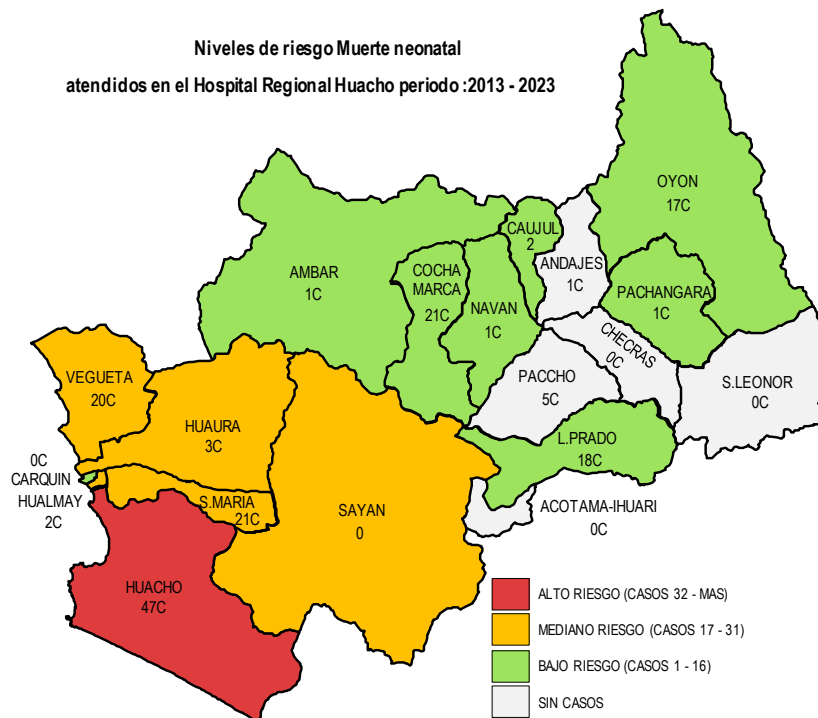 Niveles de riesgo Muerte neonatal
atendidos en el Hospital Regional Huacho periodo :2013 - 2023
OYON
17C
CAUJUL
2
ANDAJES
1C
AMBAR
1C
COCHA
MARCA
21C
NAVAN
1C
PACHANGARA
1C
CHECRAS
0C
VEGUETA
20C
PACCHO
5C
S.LEONOR
0C
HUAURA
3C
L.PRADO
18C
0C
CARQUIN
HUALMAY
2C
S.MARIA
21C
SAYAN
0
ACOTAMA-IHUARI
0C
HUACHO
47C
ALTO RIESGO (CASOS 32 - MAS)
MEDIANO RIESGO (CASOS 17 - 31)
BAJO RIESGO (CASOS 1 - 16)
SIN CASOS